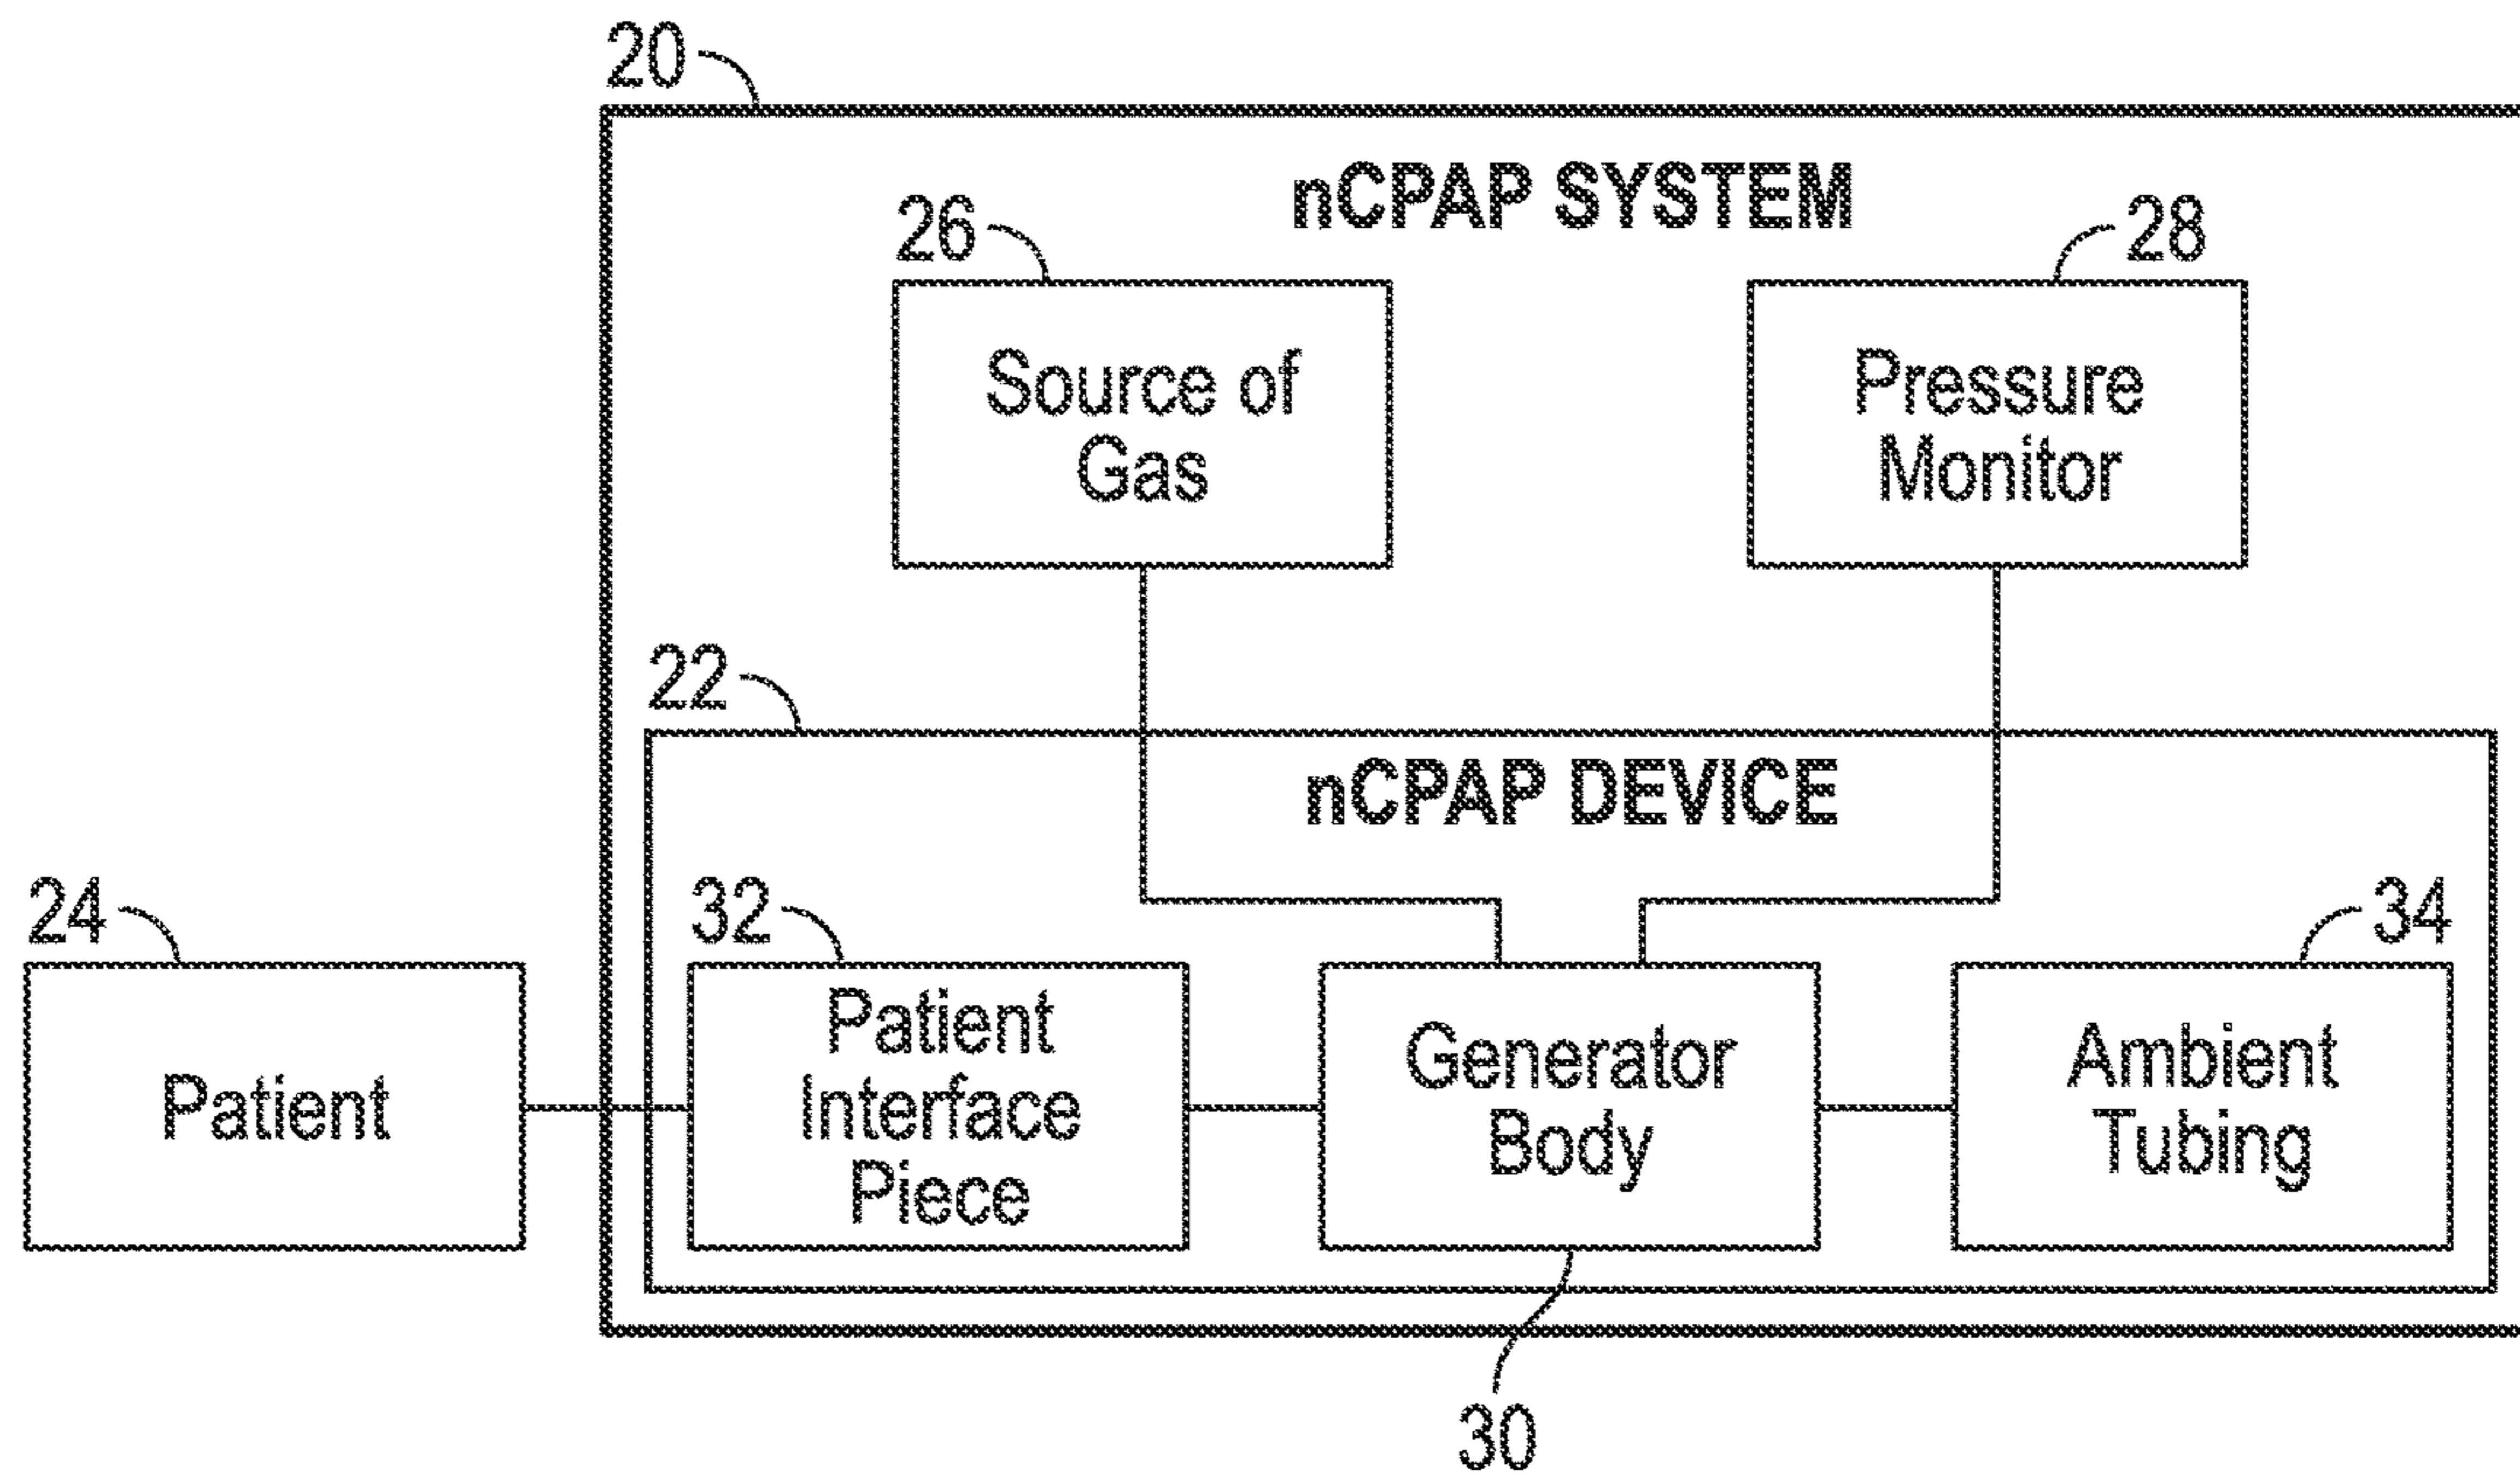 20
nCPAP SYSTEM
26
28
Source of
Gas
Pressure
Monitor
22
nCPAP DEVICE
24
32
34
Patient
Patient
Interface
Piece
Generator
Body
Ambient
Tubing
30